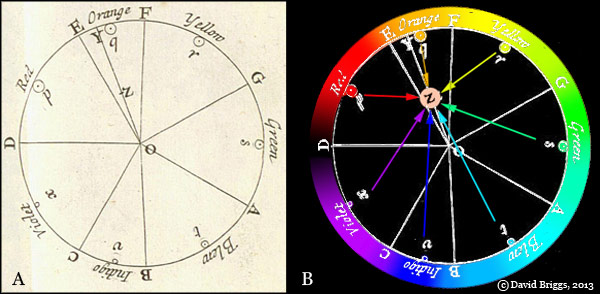 Orange
F
E
Y
q
Yellow
r
Red
p
Z
G
D
O
Green
s
x
Violet
A
t
Blew
C
v
Indigo
B
A
Orange
F
E
Y
q
Yellow
r
Red
p
Z
G
D
O
Green
s
x
Violet
A
t
Blew
C
v
Indigo
B
B
© David Briggs, 2013